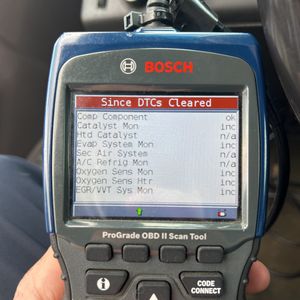 BOSCH
Since DTCs Cleared
Comp Component ok
Catalyst Mon inc
Htd Catalyst n/a
Evap System Mon inc
Sec Air System n/a
A/C Refrig Mon n/a
Oxygen Sens Mon inc
Oxygen Sens Htr inc
EGR/VVT Sys Mon inc
ProGrade OBD II Scan Tool
i
CODE
CONNECT